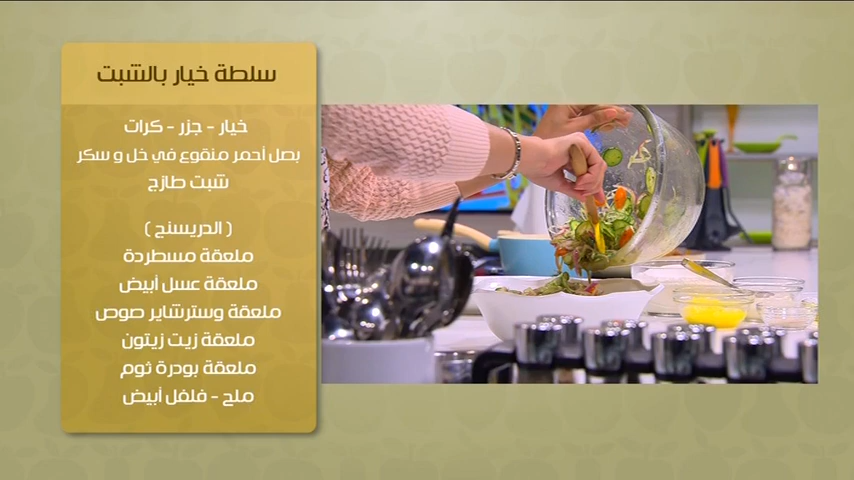 سلطة خيار بالشبت
خيار - جزر - كرات
بصل أحمر منقوع في خل و سكر
شبت طازج
( الدريسنج )
ملعقة مسطردة
ملعقة عسل أبيض
ملعقة وسترشاير صوص
ملعقة زيت زيتون
ملعقة بودرة ثوم
ملح - فلفل أبيض